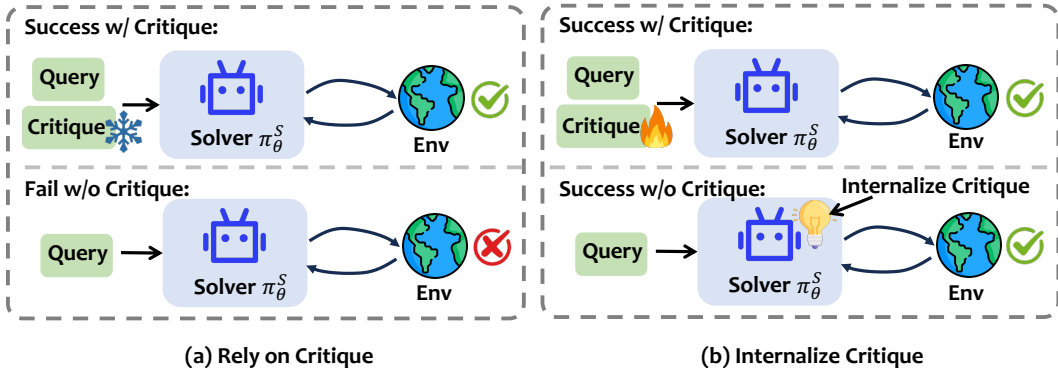 Success w/ Critique:
Query
Critique
Solver π_θ^S
Env
Fail w/o Critique:
Query
Solver π_θ^S
Env
(a) Rely on Critique
Success w/ Critique:
Query
Critique
Solver π_θ^S
Env
Success w/o Critique:
Internalize Critique
Query
Solver π_θ^S
Env
(b) Internalize Critique